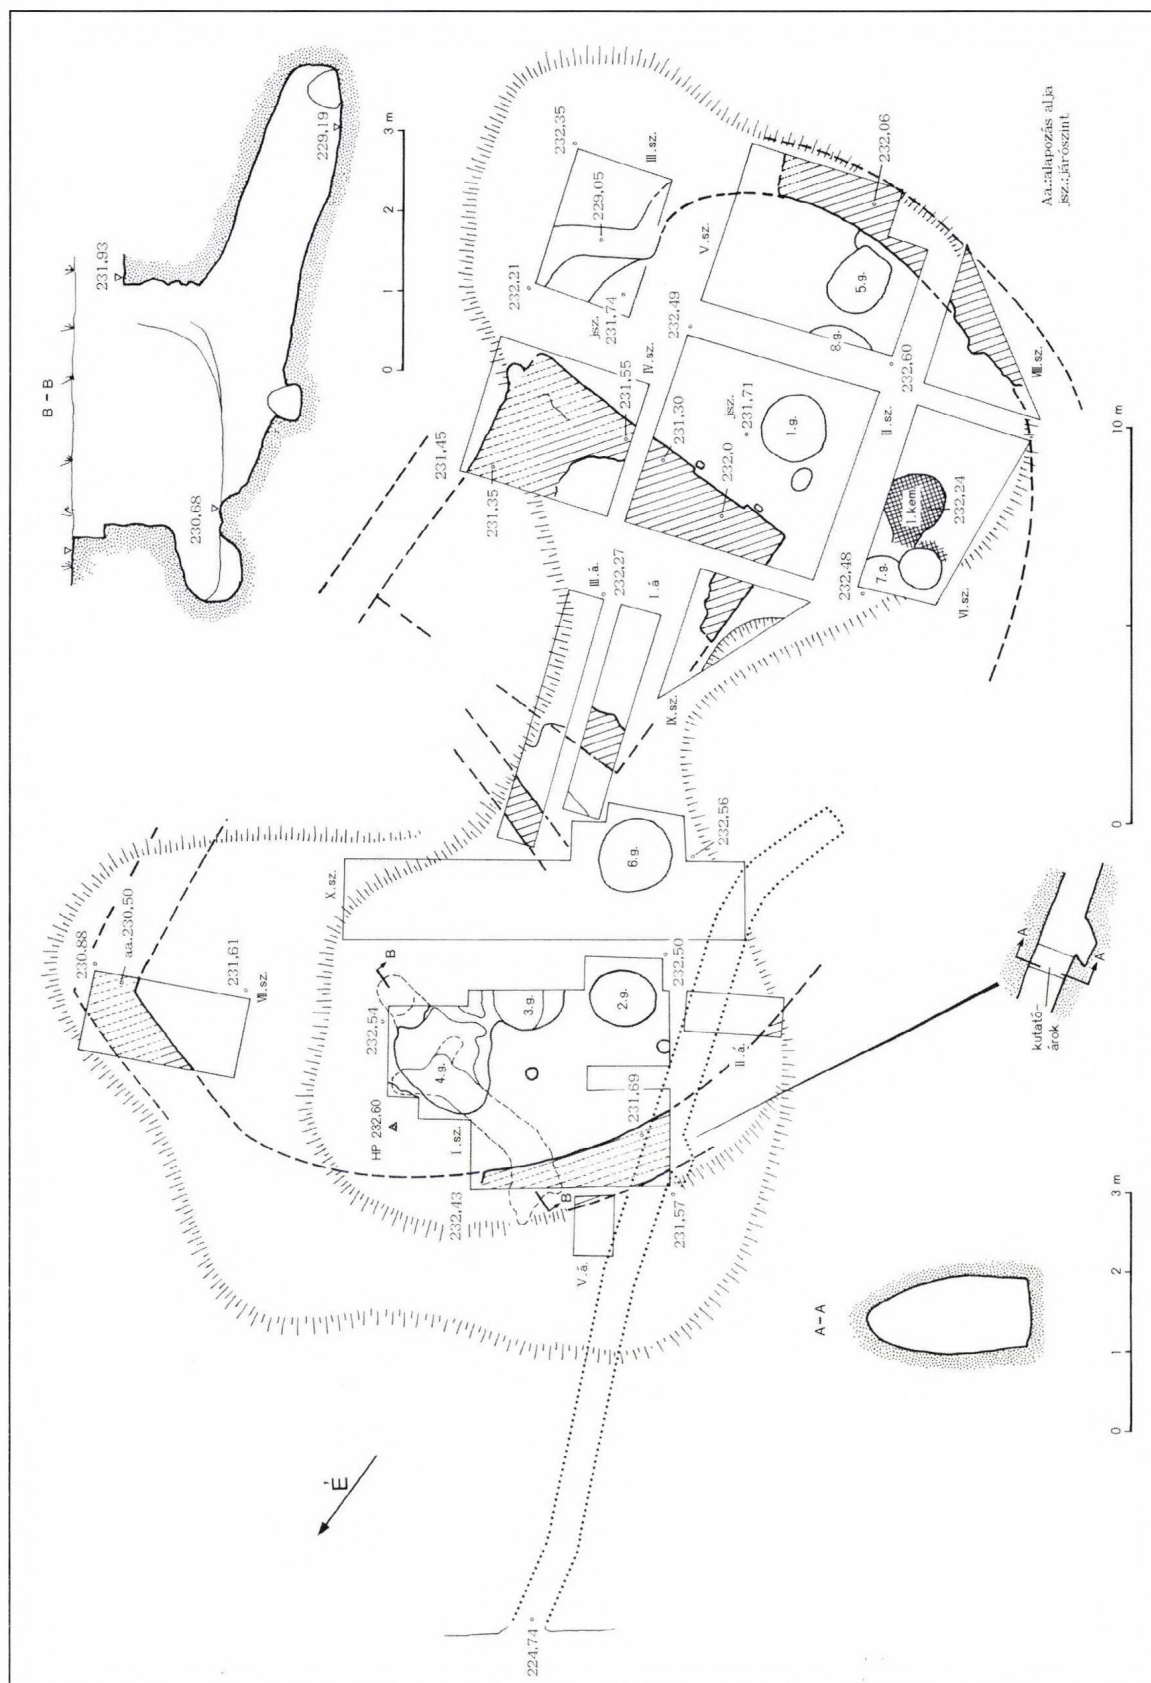 B - B
231,93
230,68
229,19
0
1
2
3 m
III.sz.
232,35
229,05
232,21
jsz.
231,74
232,49
V.sz.
232,06
5.g.
8.g.
232,60
VIII.sz.
Aa.:alapozás alja
jsz.:járószint
231,45
231,35
231,55
IV.sz.
231,30
jsz.
231,71
232,0
1.g.
II.sz.
I.kem.
232,24
7.g.
232,48
VI.sz.
III.á.
232,27
I.á
IX.sz.
0
10 m
X.sz.
6.g.
232,56
230,88
aa.230,50
231,61
VII.sz.
B
232,54
3.g.
2.g.
232,50
4.g.
HP 232,60
I.sz.
231,69
II.á.
232,43
B
231,57
V.á.
A
A
kutató-
árok
A - A
0
1
2
3 m
É
224,74